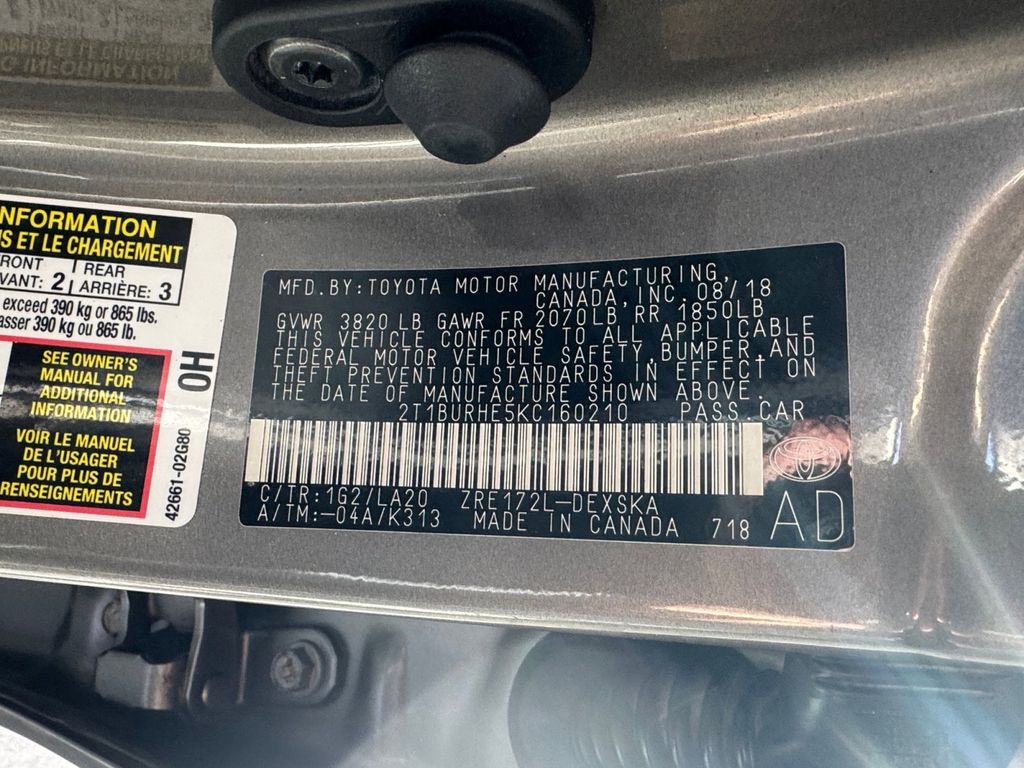 NFORMATION
S ET LE CHARGEMENT
FRONT
VANT: 2
REAR
ARRIÈRE: 3
exceed 390 kg or 865 lbs.
asser 390 kg ou 865 lb.
SEE OWNER'S
MANUAL FOR
ADDITIONAL
INFORMATION
VOIR LE MANUEL
DE L'USAGER
POUR PLUS DE
RENSEIGNEMENTS
OH
42661-02G80
MFD.BY:TOYOTA MOTOR MANUFACTURING,
CANADA,INC. 08/18
GVWR 3820 LB GAWR FR 2070LB RR 1850LB
THIS VEHICLE CONFORMS TO ALL APPLICABLE
FEDERAL MOTOR VEHICLE SAFETY,BUMPER,AND
THEFT PREVENTION STANDARDS IN EFFECT ON
THE DATE OF MANUFACTURE SHOWN ABOVE.
2T1BURHE5KC160210 PASS CAR
C/TR:1G2/LA20 ZRE172L-DEXSKA
A/TM:-04A/K313 MADE IN CANADA 718 AD